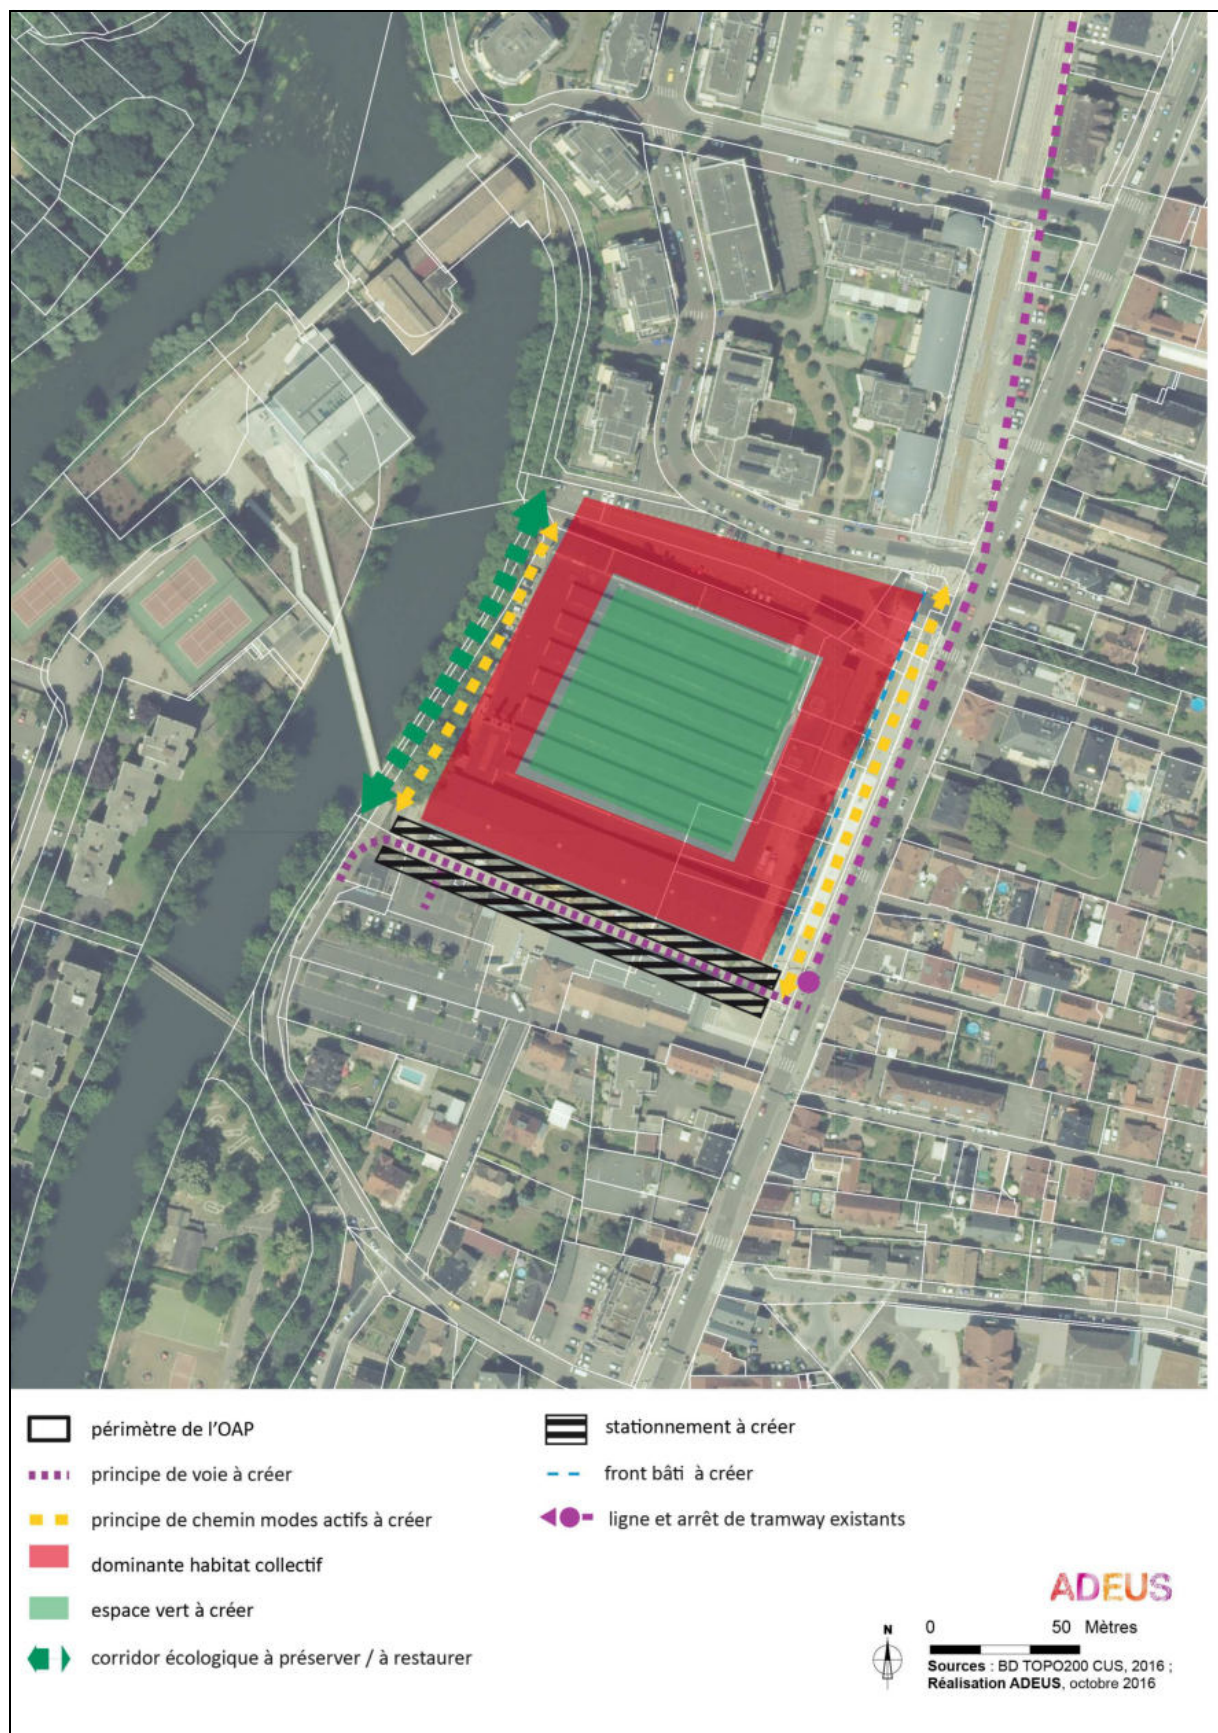 périmètre de l'OAP
principe de voie à créer
principe de chemin modes actifs à créer
dominante habitat collectif
espace vert à créer
corridor écologique à préserver / à restaurer
stationnement à créer
front bâti à créer
ligne et arrêt de tramway existants
ADEUS
N
0 50 Mètres
Sources : BD TOPO200 CUS, 2016 ;
Réalisation ADEUS, octobre 2016